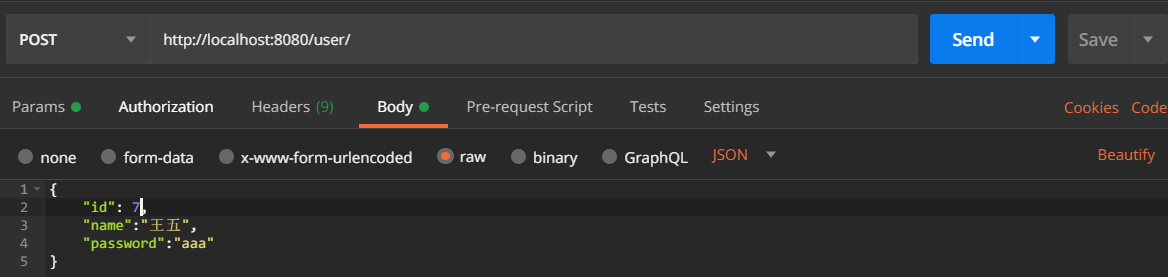 POST http://localhost:8080/user/ Send Save
Params Authorization Headers (9) Body Pre-request Script Tests Settings Cookies Code
none form-data x-www-form-urlencoded raw binary GraphQL JSON Beautify
1 {
2 "id": 7,
3 "name":"王五",
4 "password":"aaa"
5 }